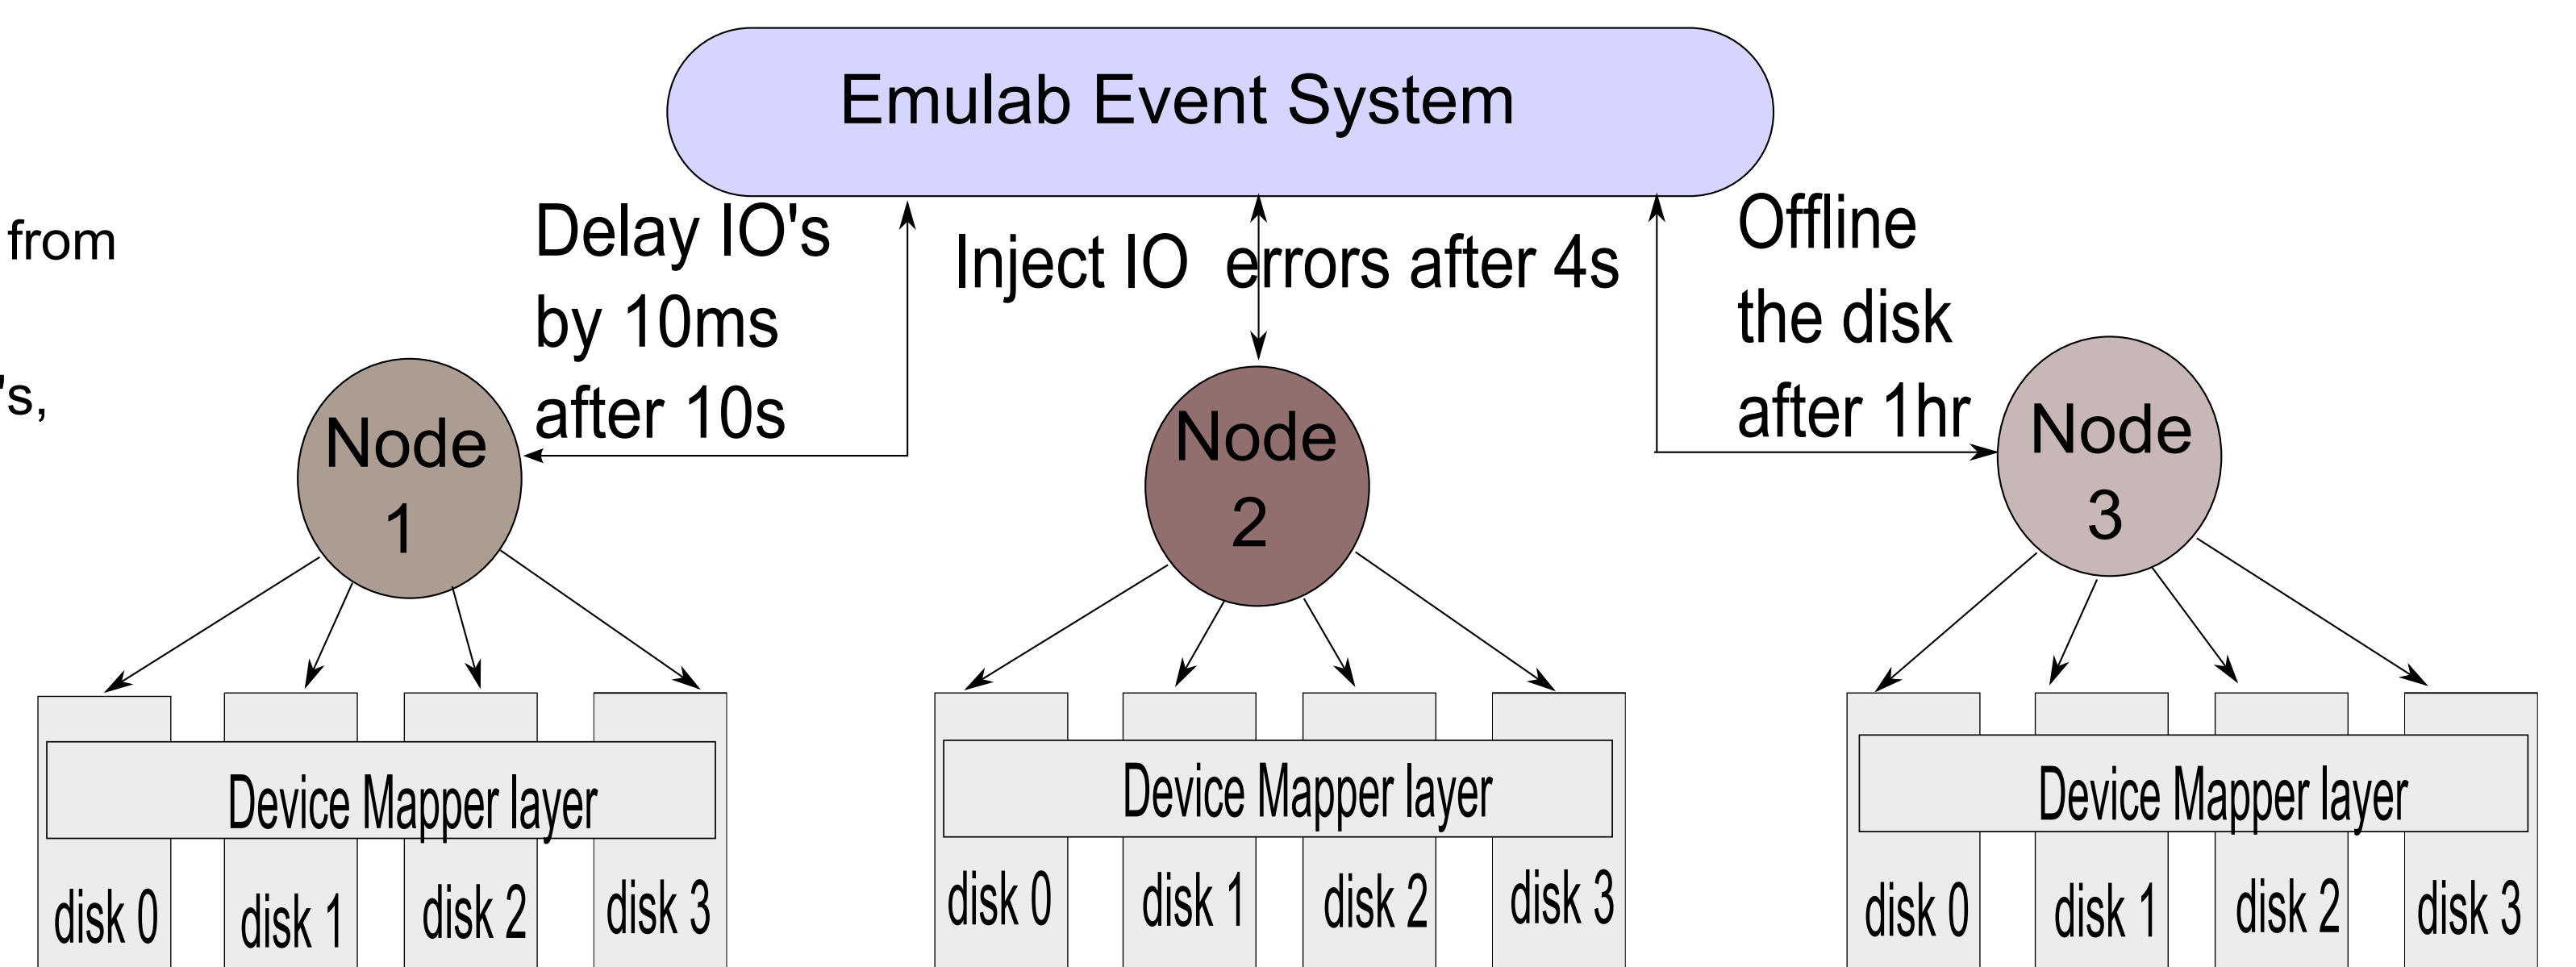 Emulab Event System
from
's,
Delay IO's
by 10ms
after 10s
Inject IO  errors after 4s
Offline
the disk
after 1hr
Node
1
Node
2
Node
3
Device Mapper layer
Device Mapper layer
Device Mapper layer
disk 0
disk 1
disk 2
disk 3
disk 0
disk 1
disk 2
disk 3
disk 0
disk 1
disk 2
disk 3